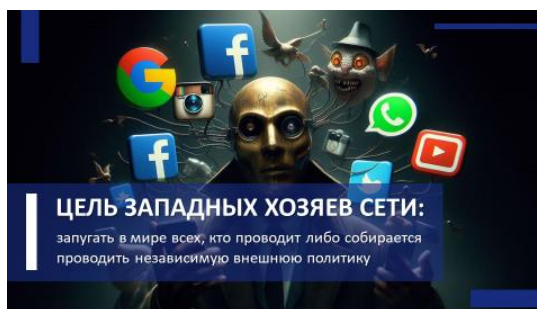 ЦЕЛЬ ЗАПАДНЫХ ХОЗЯЕВ СЕТИ:
запугать в мире всех, кто проводит либо собирается
проводить независимую внешнюю политику